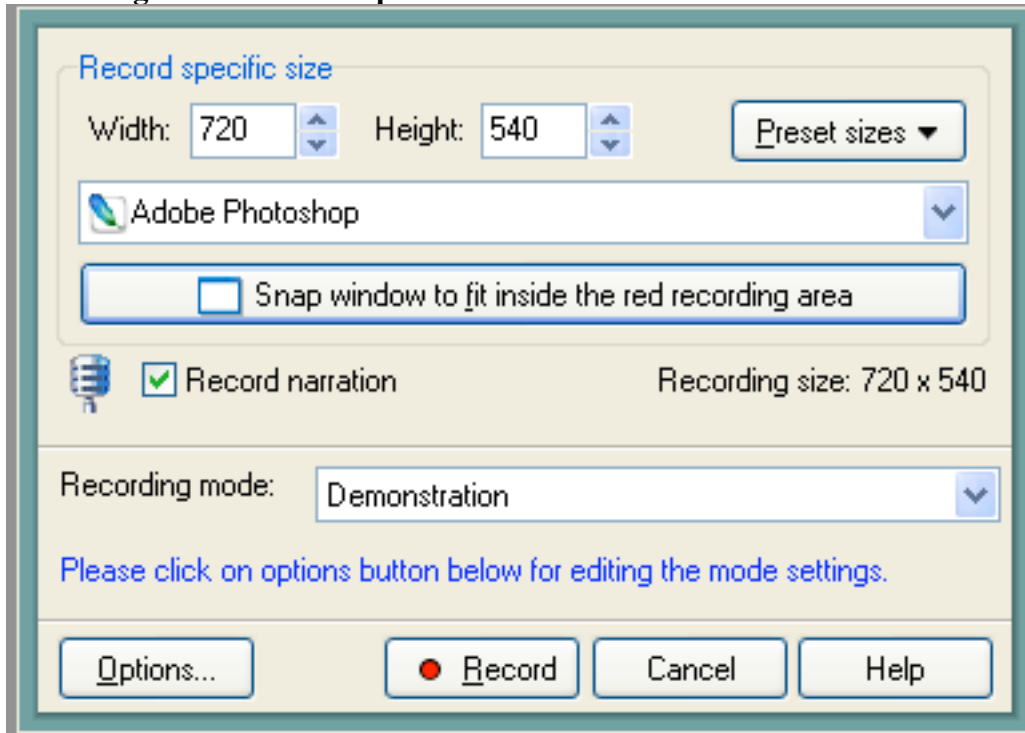 Record specific size
Width: 720 Height: 540 Preset sizes
Adobe Photoshop
Snap window to fit inside the red recording area
Record narration Recording size: 720 x 540
Recording mode: Demonstration
Please click on options button below for editing the mode settings.
Options... Record Cancel Help